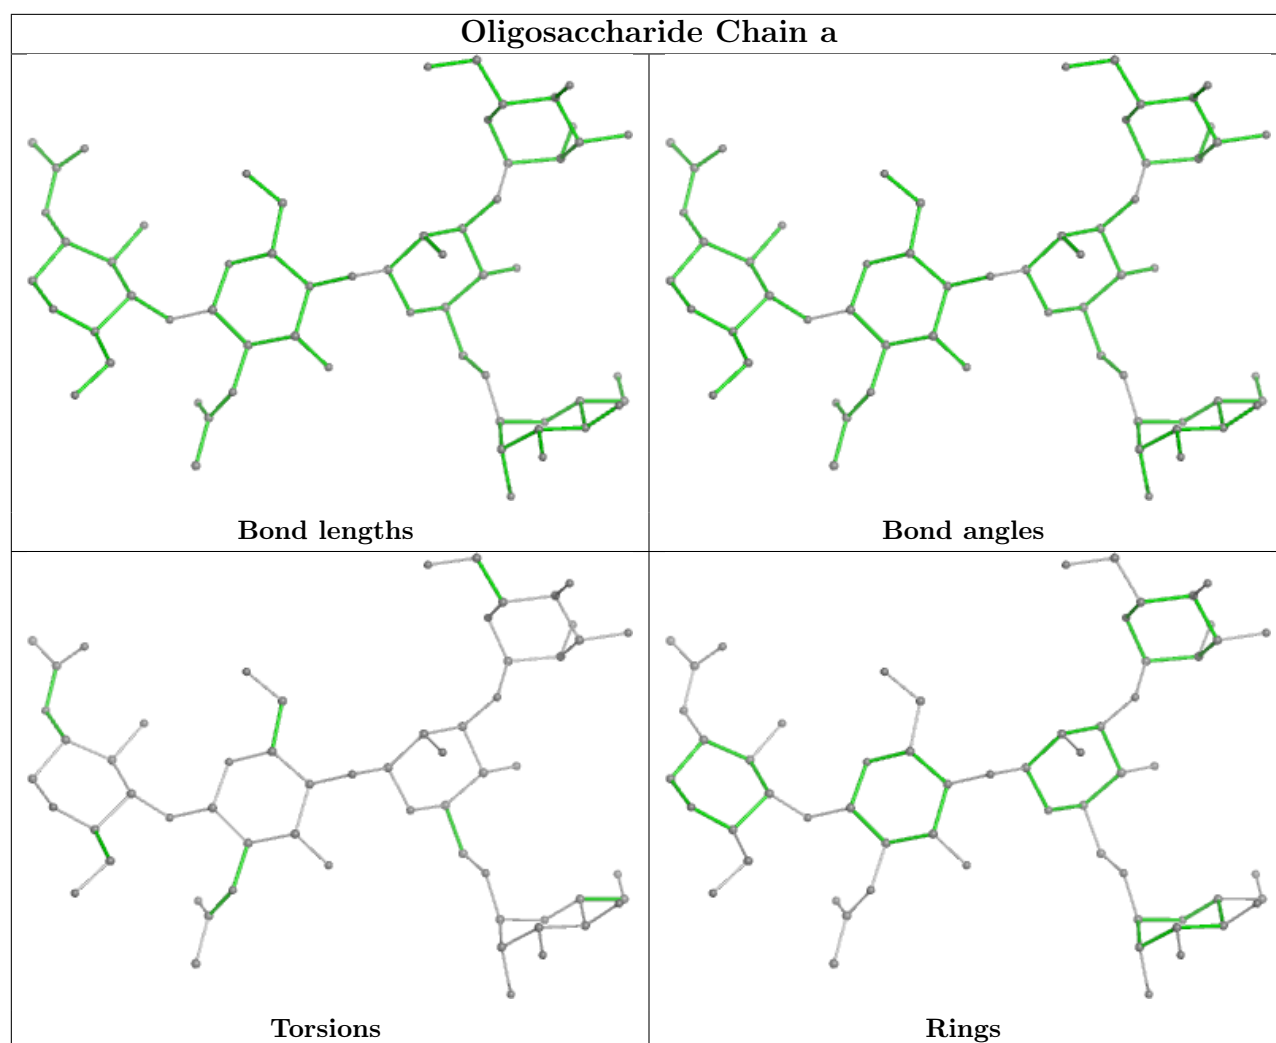 Oligosaccharide Chain a
Bond lengths
Bond angles
Torsions
Rings